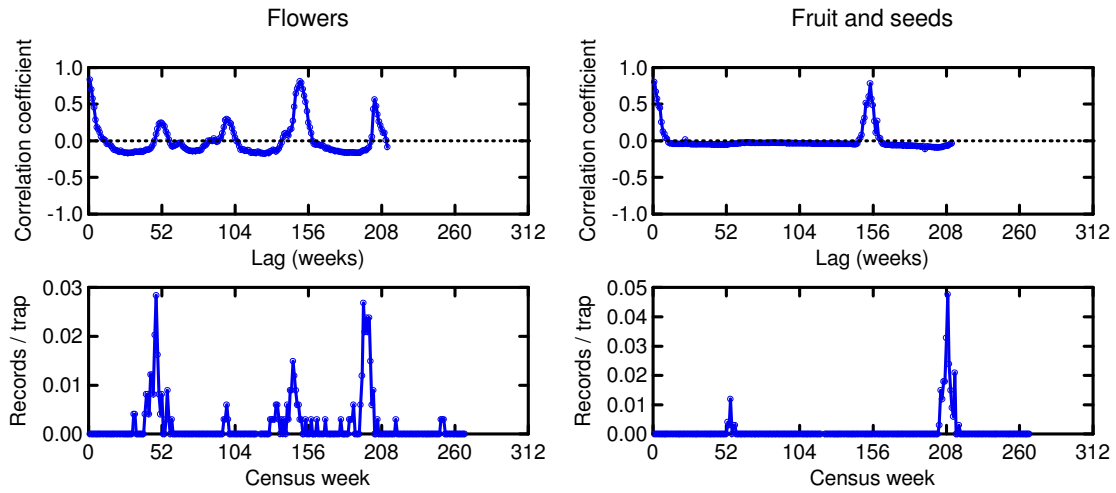 Flowers
Fruit and seeds
Correlation coefficient
1.0
0.5
0.0
-0.5
-1.0
0 52 104 156 208 260 312
Lag (weeks)
Correlation coefficient
1.0
0.5
0.0
-0.5
-1.0
0 52 104 156 208 260 312
Lag (weeks)
Records / trap
0.03
0.02
0.01
0.00
0 52 104 156 208 260 312
Census week
Records / trap
0.05
0.04
0.03
0.02
0.01
0.00
0 52 104 156 208 260 312
Census week